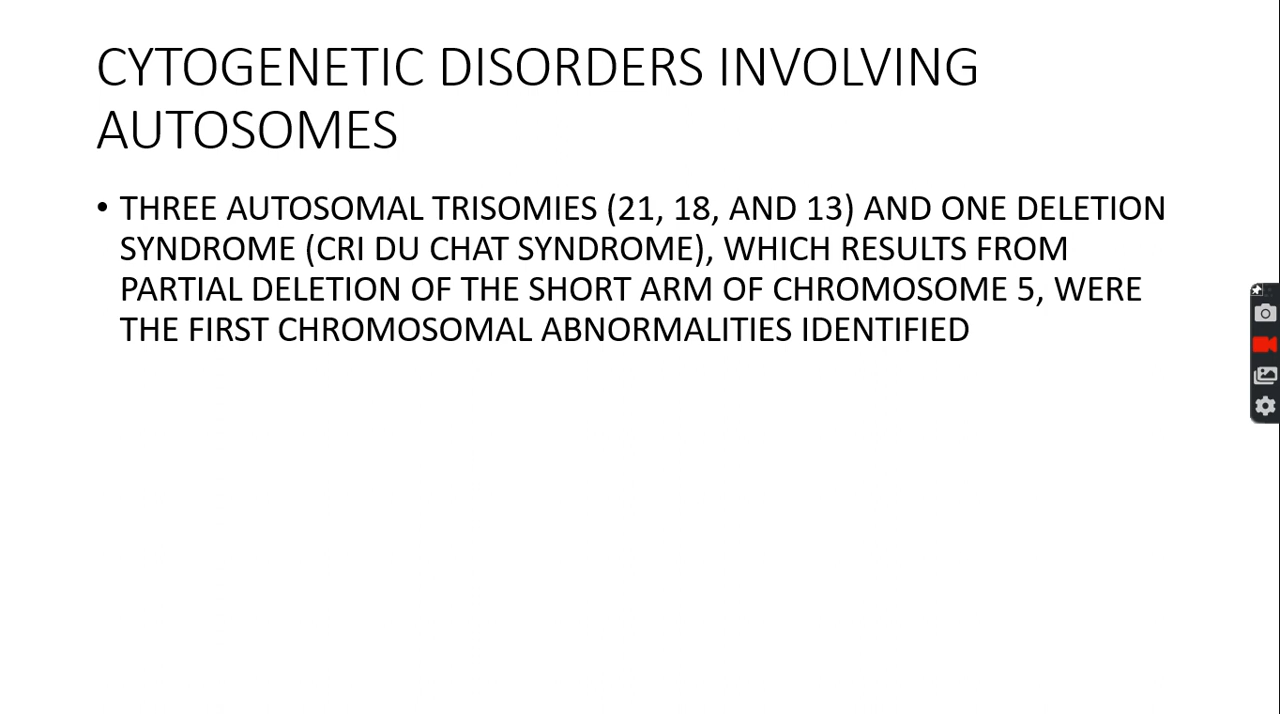 CYTOGENETIC DISORDERS INVOLVING
AUTOSOMES
• THREE AUTOSOMAL TRISOMIES (21, 18, AND 13) AND ONE DELETION
SYNDROME (CRI DU CHAT SYNDROME), WHICH RESULTS FROM
PARTIAL DELETION OF THE SHORT ARM OF CHROMOSOME 5, WERE
THE FIRST CHROMOSOMAL ABNORMALITIES IDENTIFIED